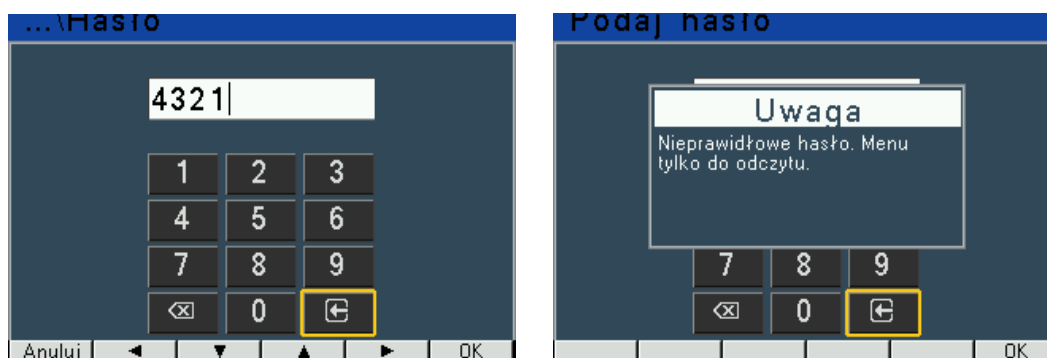 ...\Hasło
4321
1 2 3
4 5 6
7 8 9
0
Anuluj OK
Podaj hasło
Uwaga
Nieprawidłowe hasło. Menu
tylko do odczytu.
7 8 9
0
OK